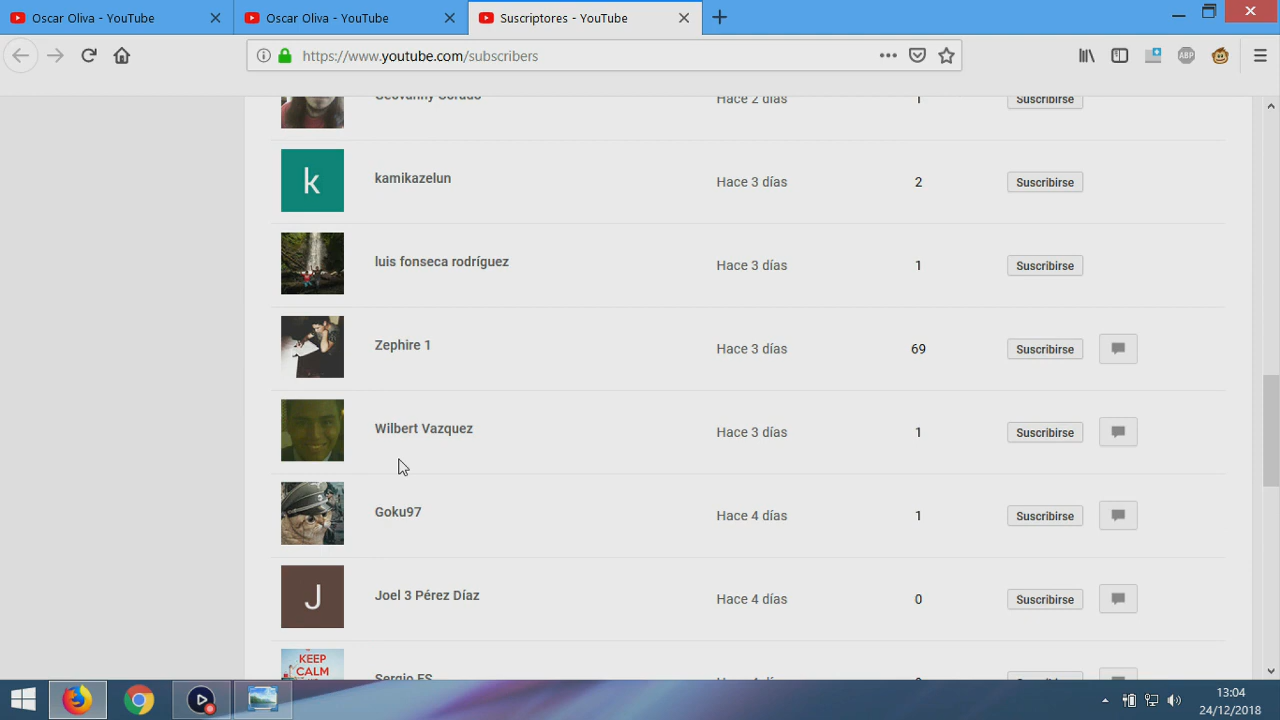 Oscar Oliva - YouTube
Oscar Oliva - YouTube
Suscriptores - YouTube
https://www.youtube.com/subscribers
ABP
Hace 2 días 1 Suscribirse
k kamikazelun Hace 3 días 2 Suscribirse
luis fonseca rodríguez Hace 3 días 1 Suscribirse
Zephire 1 Hace 3 días 69 Suscribirse
Wilbert Vazquez Hace 3 días 1 Suscribirse
Goku97 Hace 4 días 1 Suscribirse
J Joel 3 Pérez Díaz Hace 4 días 0 Suscribirse
KEEP
CALM
Sergio ES
13:04
24/12/2018